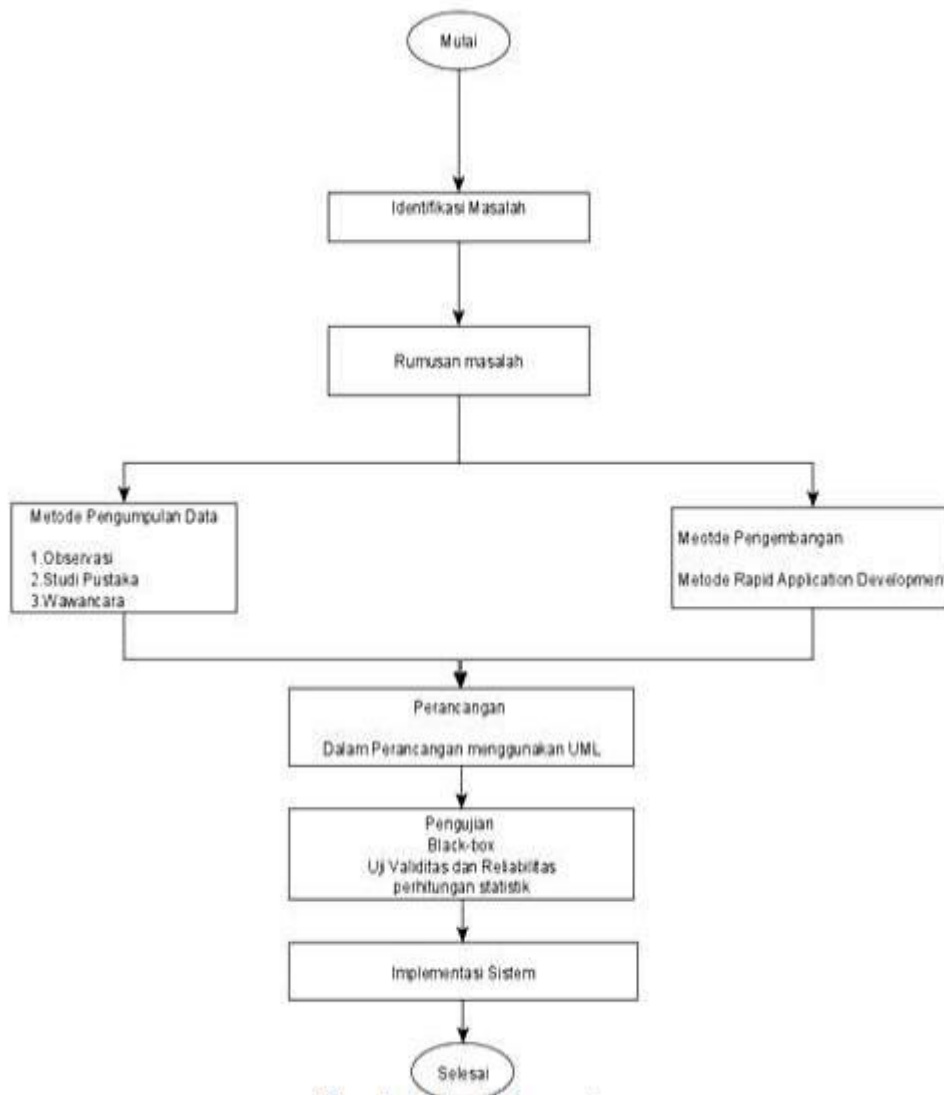 Mulai
Identifikasi Masalah
Rumusan masalah
Metode Pengumpulan Data
1.Observasi
2.Studi Pustaka
3.Wawancara
Meotde Pengembangan
Metode Rapid Application Development
Perancangan
Dalam Perancangan menggunakan UML
Pengujian
Black-box
Uji Validitas dan Reliabilitas
perhitungan statistik
Implementasi Sistem
Selesai